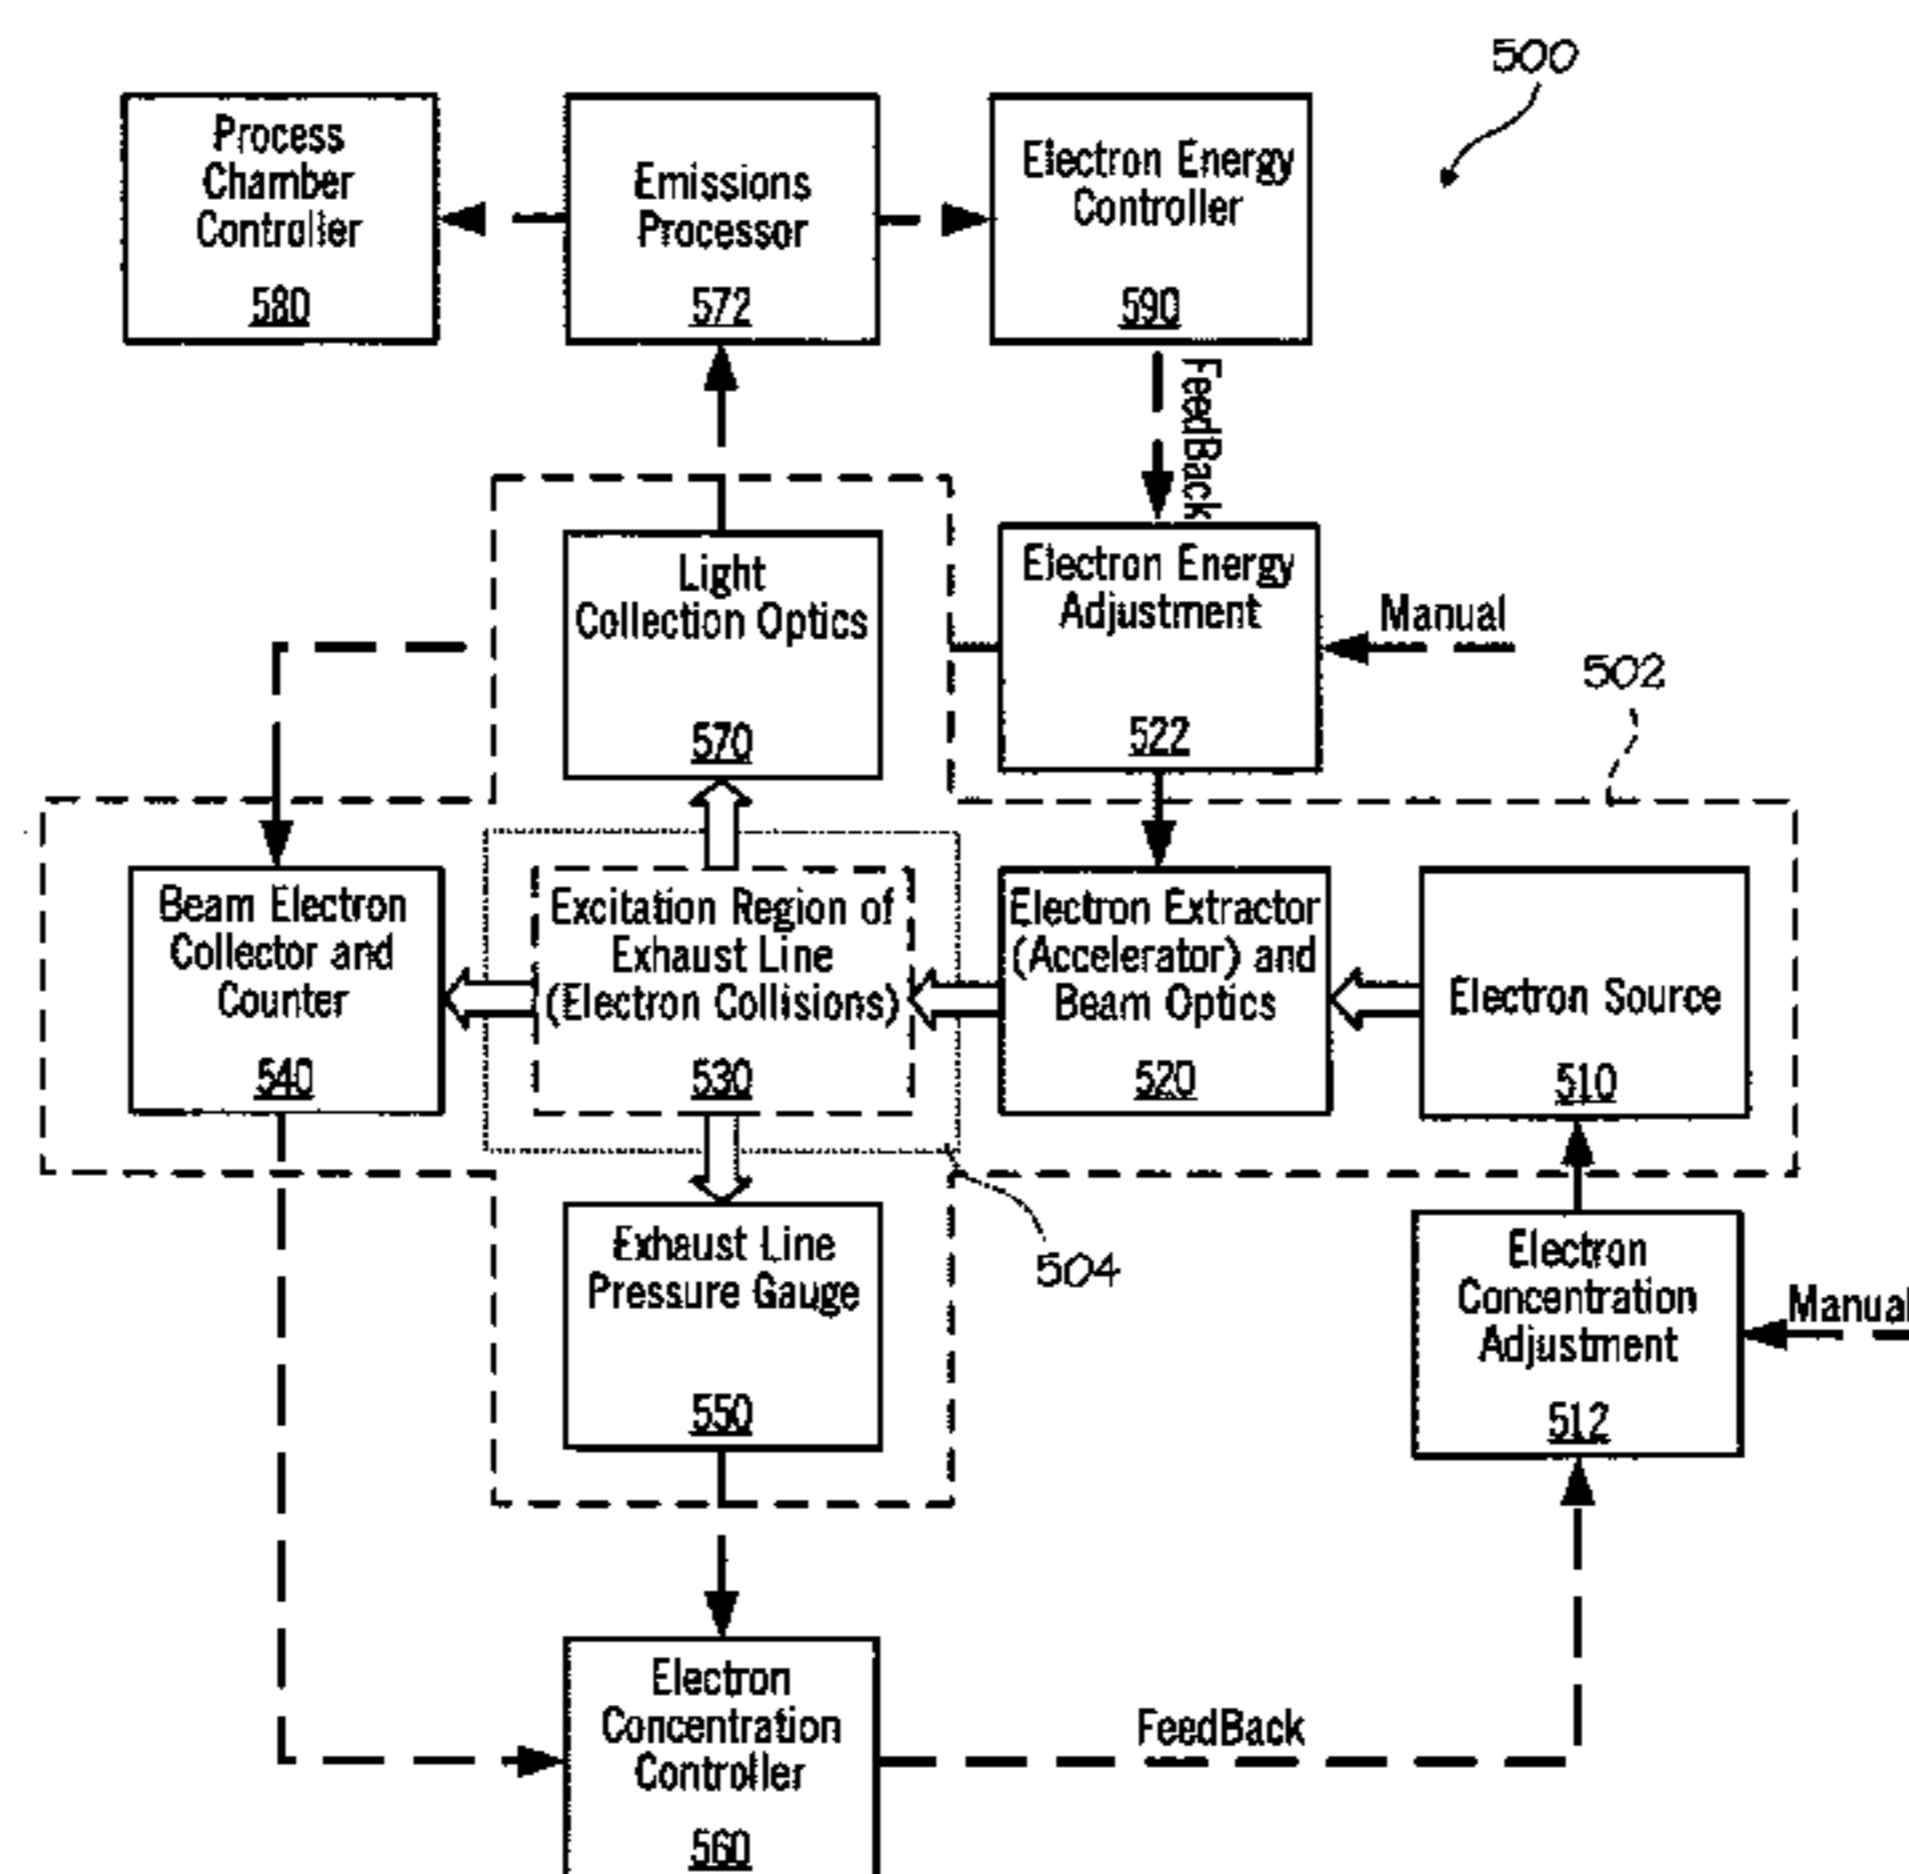 500
Process
Chamber
Controller
580
Emissions
Processor
572
Electron Energy
Controller
590
FeedBack
Light
Collection Optics
570
Electron Energy
Adjustment
522
Manual
502
Beam Electron
Collector and
Counter
540
Excitation Region of
Exhaust Line
(Electron Collisions)
530
Electron Extractor
(Accelerator) and
Beam Optics
520
Electron Source
510
504
Exhaust Line
Pressure Gauge
550
Electron
Concentration
Adjustment
512
Manual
Electron
Concentration
Controller
560
FeedBack